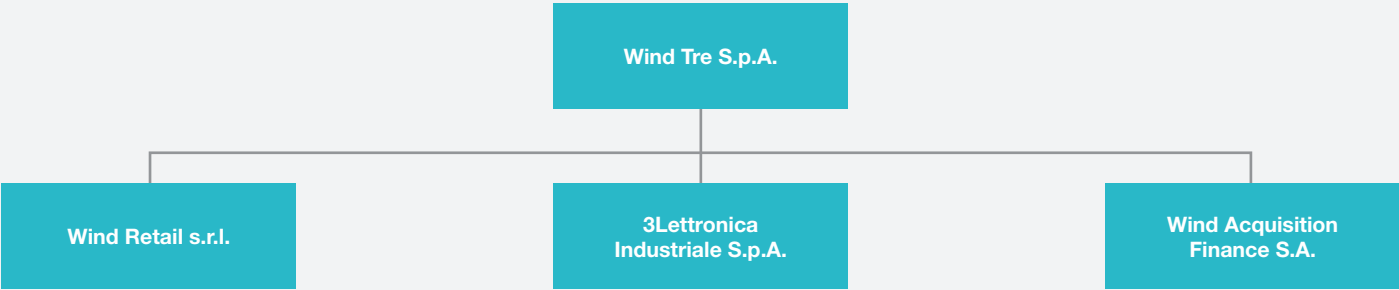 Wind Tre S.p.A.
Wind Retail s.r.l.
3Lettronica
Industriale S.p.A.
Wind Acquisition
Finance S.A.